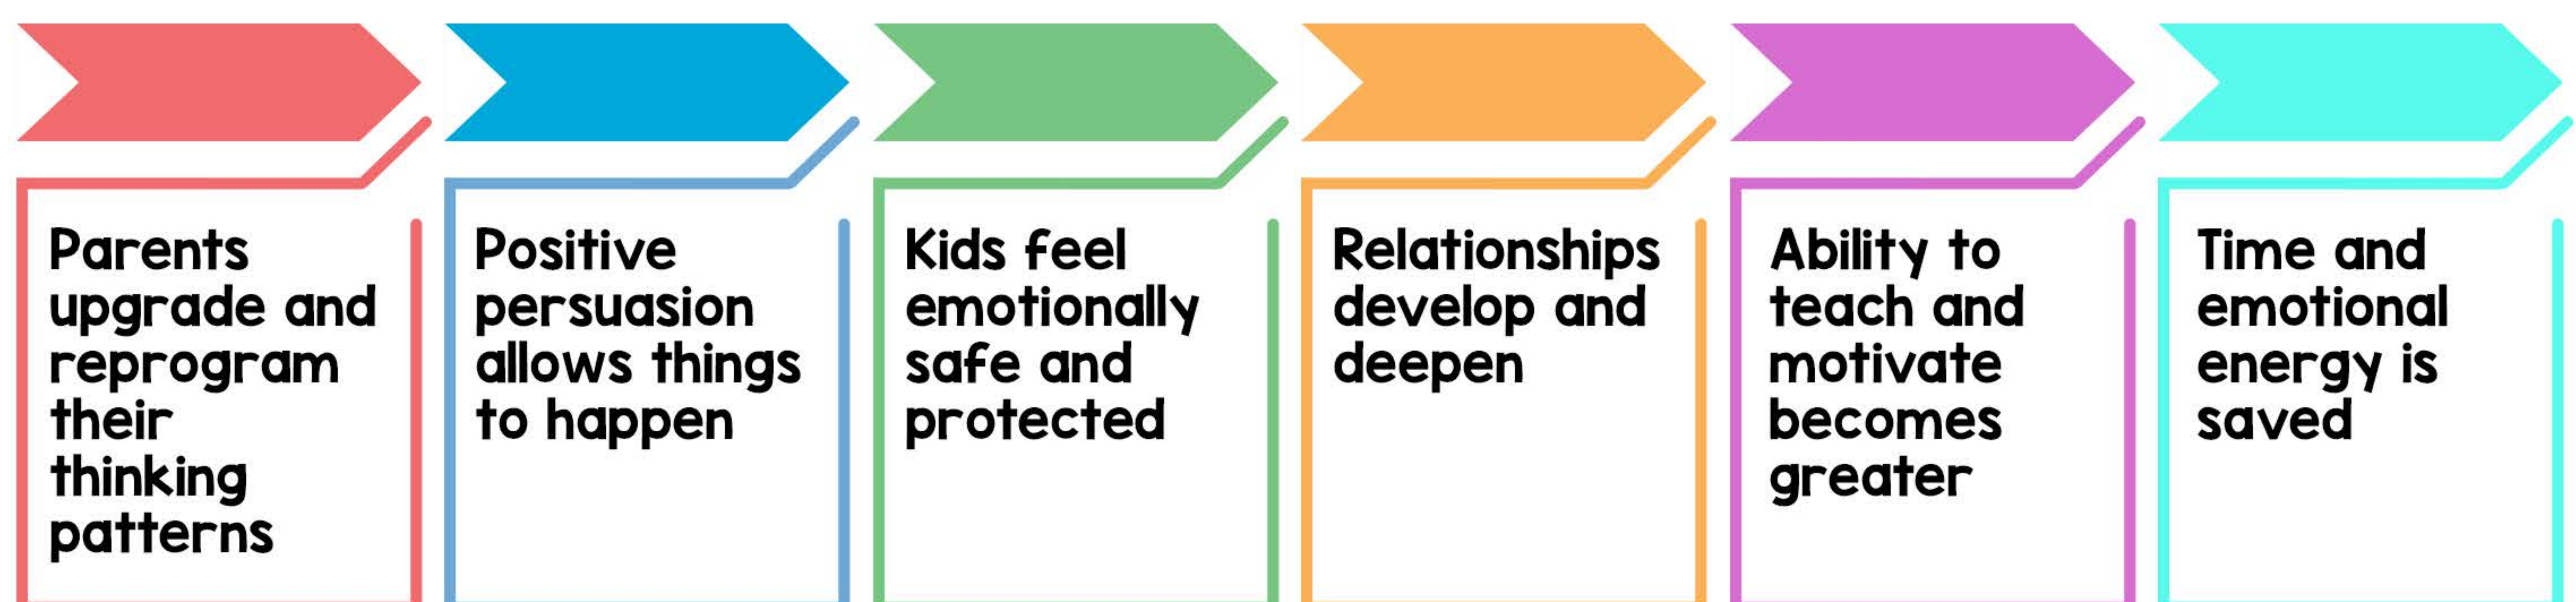 Parents
upgrade and
reprogram
their
thinking
patterns
Positive
persuasion
allows things
to happen
Kids feel
emotionally
safe and
protected
Relationships
develop and
deepen
Ability to
teach and
motivate
becomes
greater
Time and
emotional
energy is
saved